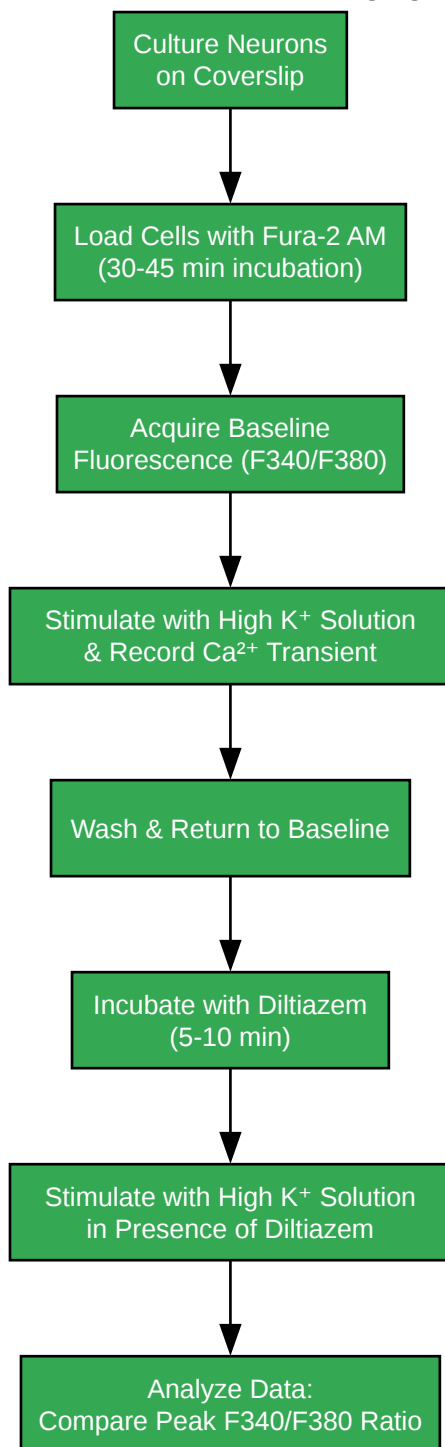 Culture Neurons
on Coverslip
Load Cells with Fura-2 AM
(30-45 min incubation)
Acquire Baseline
Fluorescence (F340/F380)
Stimulate with High K⁺ Solution
& Record Ca²⁺ Transient
Wash & Return to Baseline
Incubate with Diltiazem
(5-10 min)
Stimulate with High K⁺ Solution
in Presence of Diltiazem
Analyze Data:
Compare Peak F340/F380 Ratio